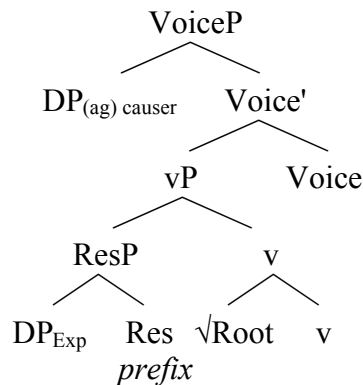 VoiceP
DP(ag) causer Voice'
vP Voice
ResP v
DPExp Res √Root v
prefix